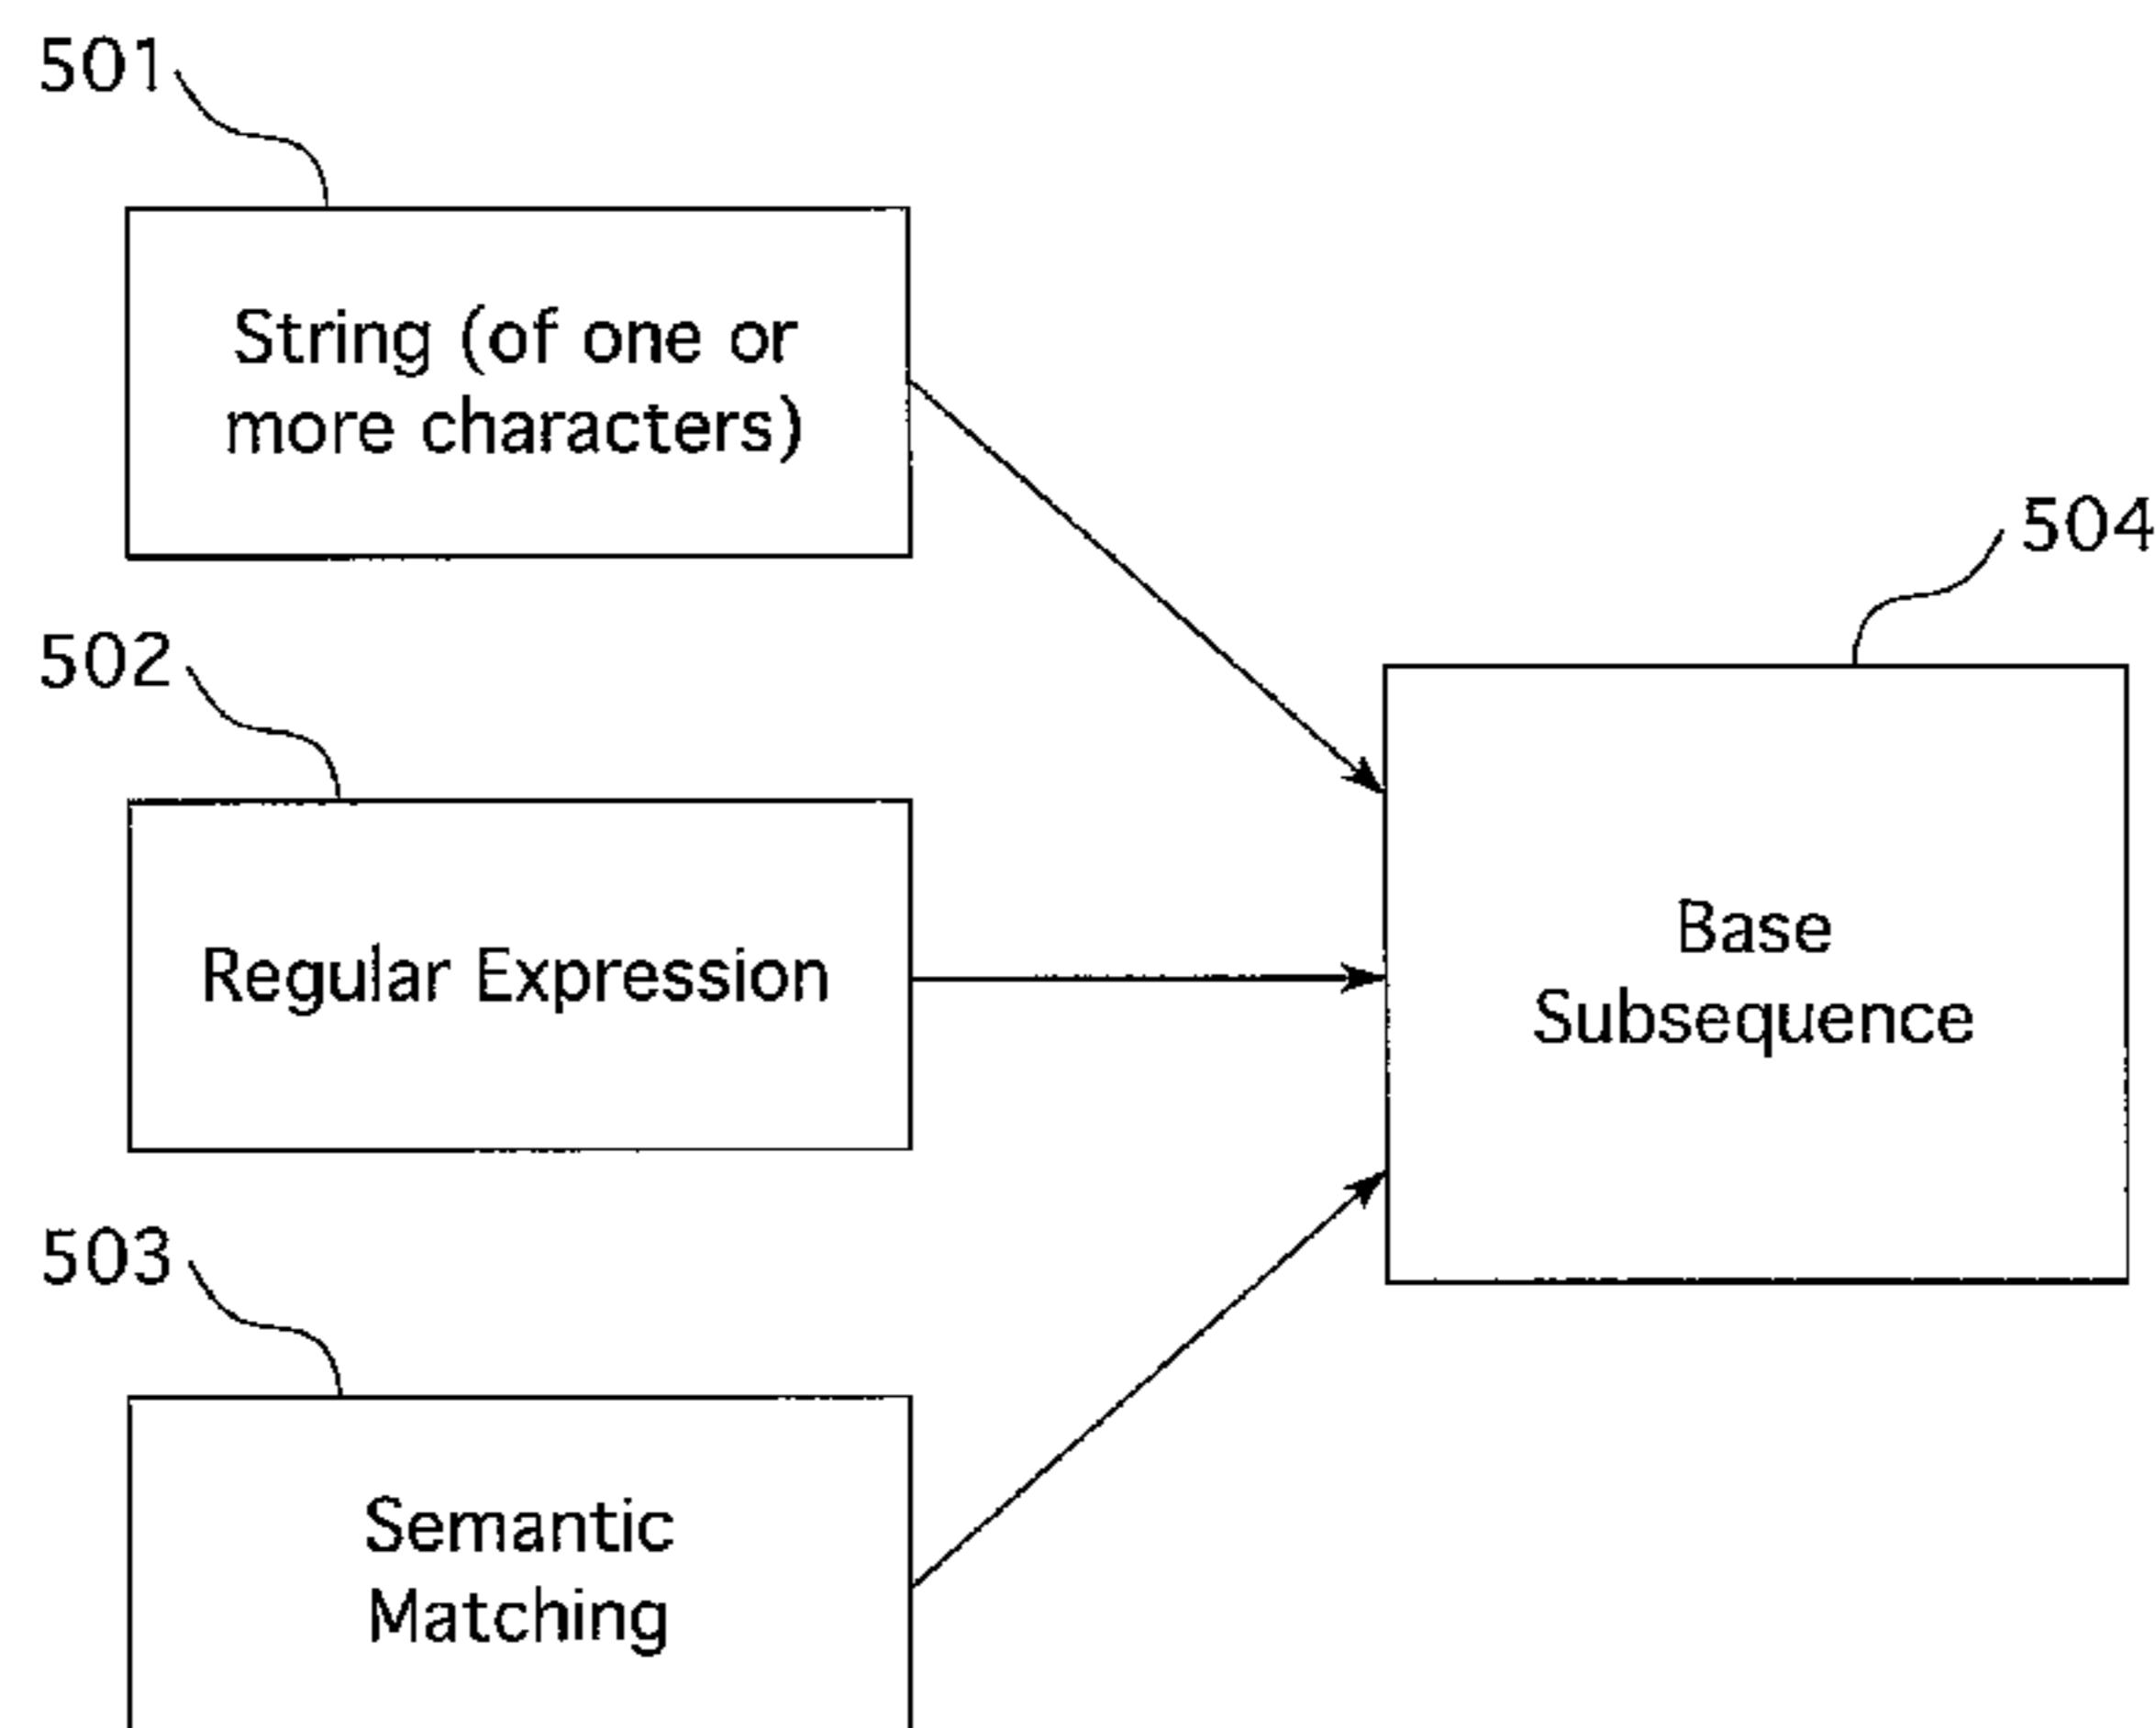 501
String (of one or
more characters)
504
502
Regular Expression
Base
Subsequence
503
Semantic
Matching